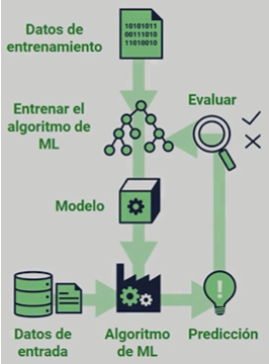 Datos de
entrenamiento
10101011
00111010
11010010
Entrenar el
algoritmo de
ML
Evaluar
Modelo
Datos de
entrada
Algoritmo
de ML
Predicción